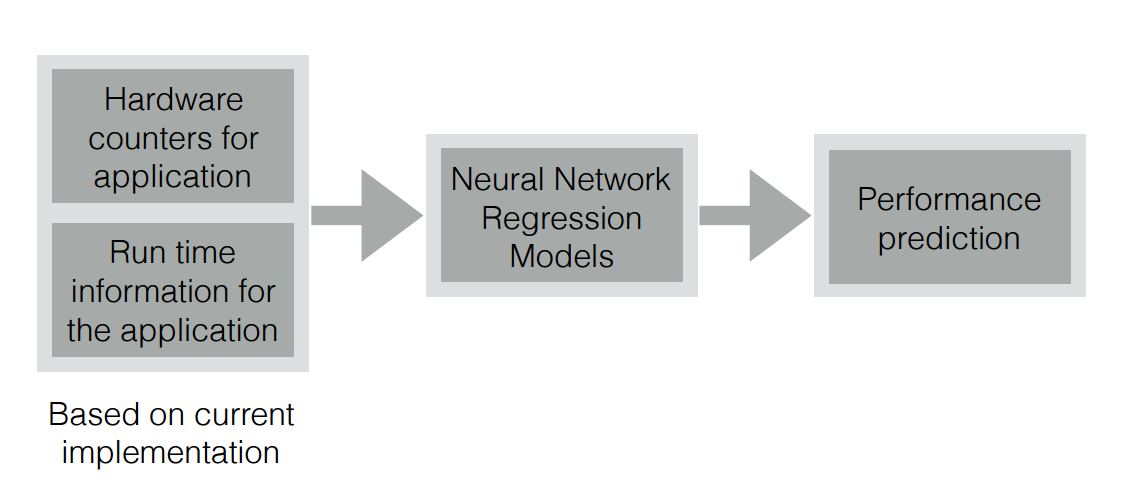 Hardware
counters for
application
Run time
information for
the application
Based on current
implementation
Neural Network
Regression
Models
Performance
prediction